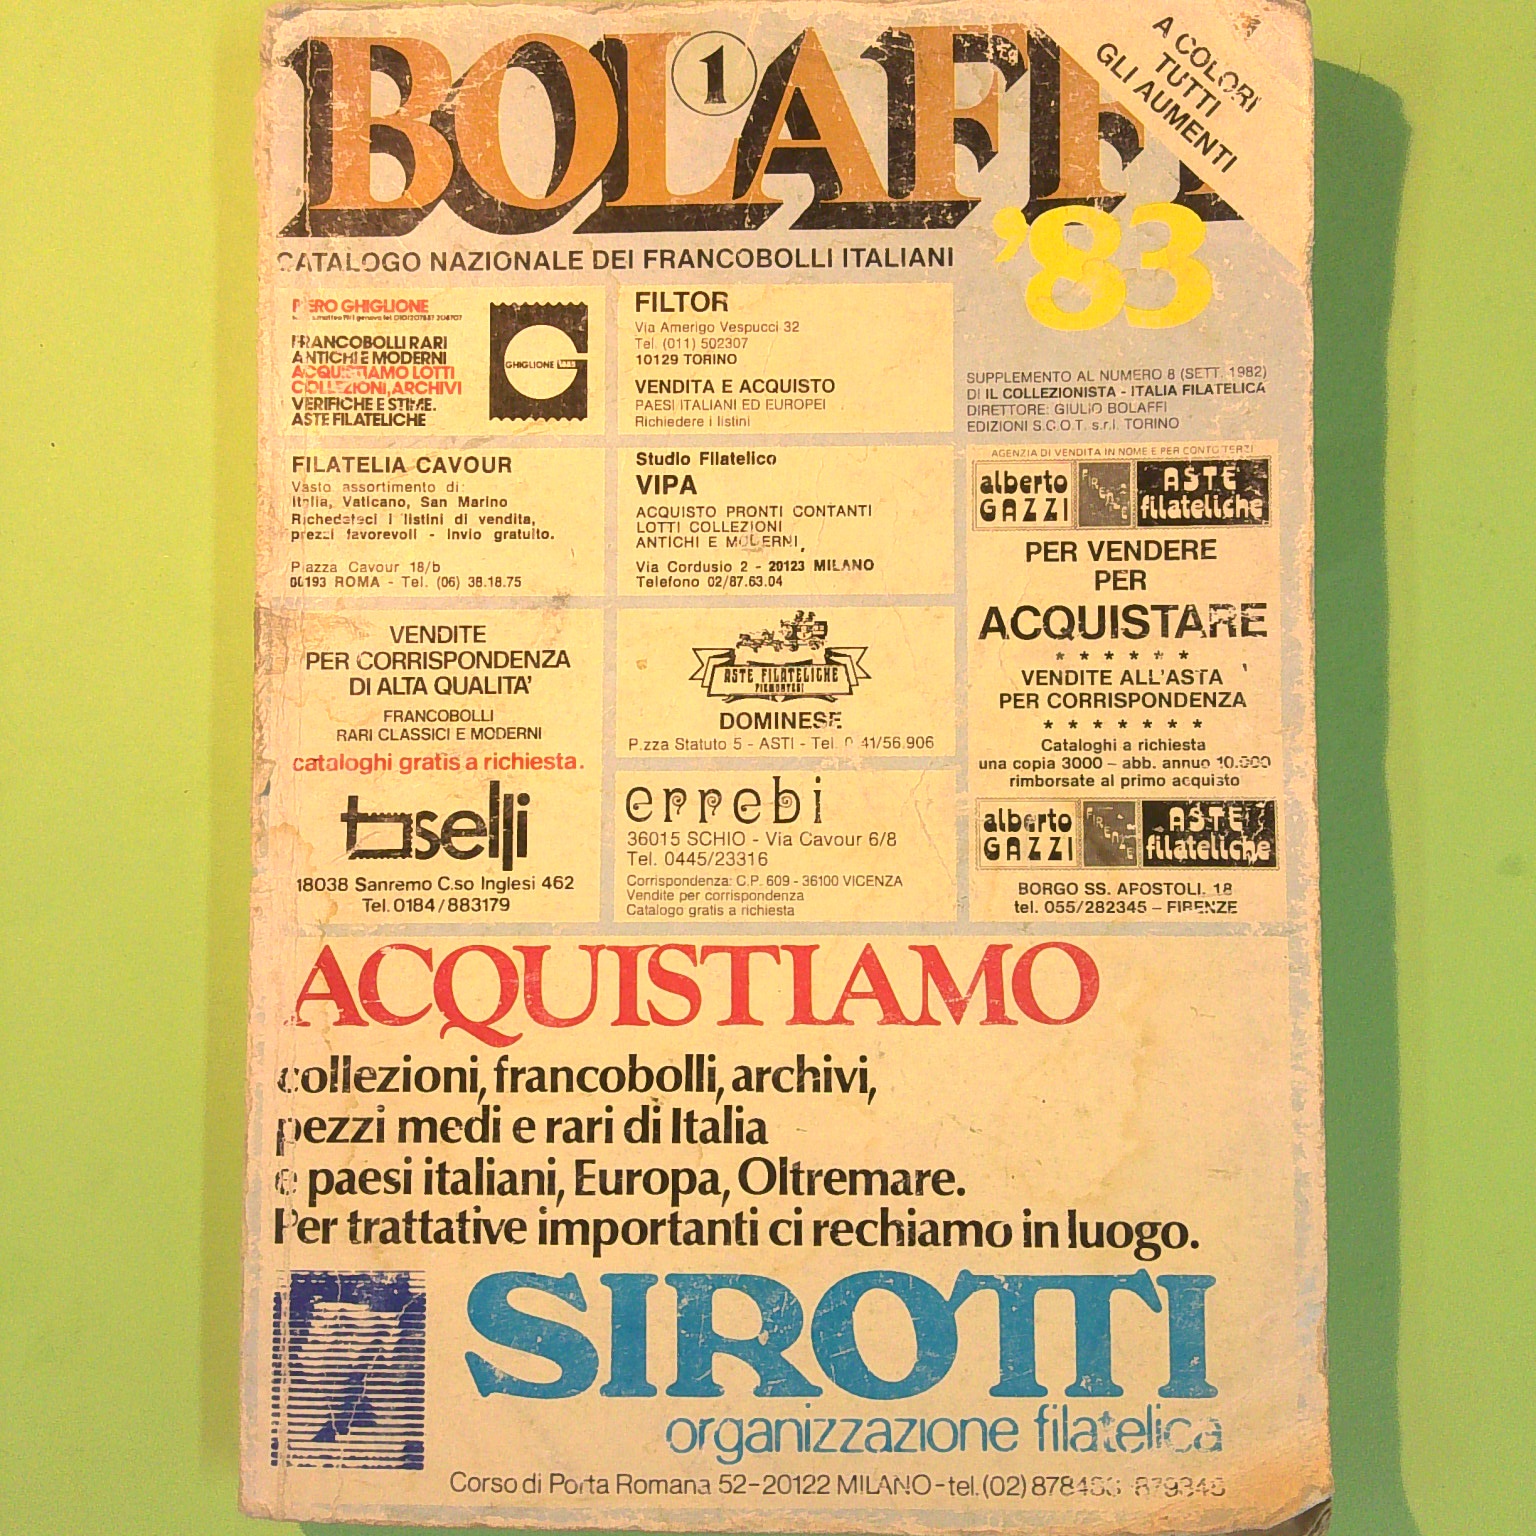 BOLAFFI
1
A COLORI
TUTTI
GLI AUMENTI
'83
CATALOGO NAZIONALE DEI FRANCOBOLLI ITALIANI
PIERO GHIGLIONE
FRANCOBOLLI RARI
ANTICHI E MODERNI
ACQUISTIAMO LOTTI
COLLEZIONI, ARCHIVI
VERIFICHE E STIME.
ASTE FILATELICHE
GHIGLIONE
FILTOR
Via Amerigo Vespucci 32
Tel. (011) 502307
10129 TORINO
VENDITA E ACQUISTO
PAESI ITALIANI ED EUROPEI
Richiedere i listini
SUPPLEMENTO AL NUMERO 8 (SETT. 1982)
DI IL COLLEZIONISTA - ITALIA FILATELICA
DIRETTORE: GIULIO BOLAFFI
EDIZIONI S.C.O.T. s.r.l. TORINO
FILATELIA CAVOUR
Vasto assortimento di:
Italia, Vaticano, San Marino
Richiedeteci i listini di vendita,
prezzi favorevoli - Invio gratuito.
Piazza Cavour 18/b
00193 ROMA - Tel. (06) 38.18.75
Studio Filatelico
VIPA
ACQUISTO PRONTI CONTANTI
LOTTI COLLEZIONI
ANTICHI E MODERNI,
Via Cordusio 2 - 20123 MILANO
Telefono 02/87.63.04
AGENZIA DI VENDITA IN NOME E PER CONTO TERZI
alberto GAZZI FIRENZE ASTE filateliche
PER VENDERE
PER
ACQUISTARE
* * * * * *
VENDITE ALL'ASTA
PER CORRISPONDENZA
* * * * * * *
Cataloghi a richiesta
una copia 3000 - abb. annuo 10.000
rimborsate al primo acquisto
alberto GAZZI FIRENZE ASTE filateliche
BORGO SS. APOSTOLI, 18
tel. 055/282345 - FIRENZE
VENDITE
PER CORRISPONDENZA
DI ALTA QUALITA'
FRANCOBOLLI
RARI CLASSICI E MODERNI
cataloghi gratis a richiesta.
toselli
18038 Sanremo C.so Inglesi 462
Tel. 0184/883179
ASTE FILATELICHE
PIEMONTESI
DOMINESE
P.zza Statuto 5 - ASTI - Tel. 0141/56.906
errebi
36015 SCHIO - Via Cavour 6/8
Tel. 0445/23316
Corrispondenza: C.P. 609 - 36100 VICENZA
Vendite per corrispondenza
Catalogo gratis a richiesta
ACQUISTIAMO
collezioni, francobolli, archivi,
pezzi medi e rari di Italia
e paesi italiani, Europa, Oltremare.
Per trattative importanti ci rechiamo in luogo.
SIROTTI
organizzazione filatelica
Corso di Porta Romana 52-20122 MILANO-tel. (02)